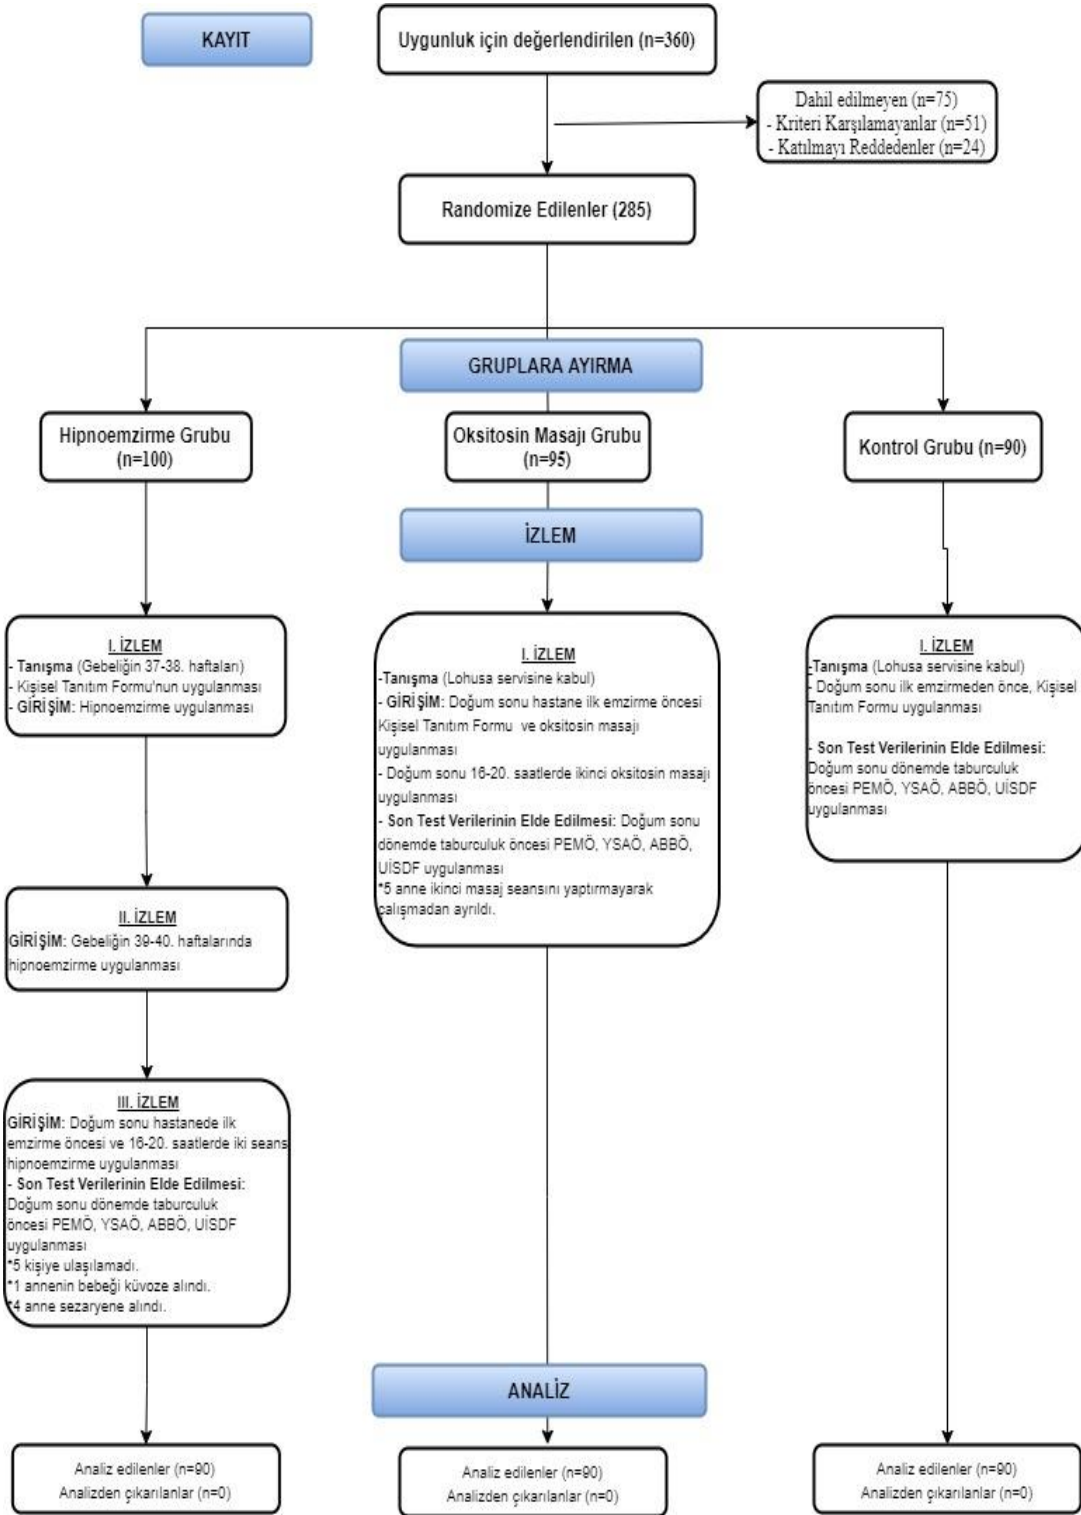 KAYIT
Uygunluk için değerlendirilen (n=360)
Dahil edilmeyen (n=75)
- Kriteri Karşılamayanlar (n=51)
- Katılmayı Reddedenler (n=24)
Randomize Edilenler (285)
GRUPLARA AYIRMA
Hipnoemzirme Grubu
(n=100)
Oksitosin Masajı Grubu
(n=95)
Kontrol Grubu (n=90)
İZLEM
I. İZLEM
- Tanışma (Gebeliğin 37-38. haftaları)
- Kişisel Tanıtım Formu'nun uygulanması
- GİRİŞİM: Hipnoemzirme uygulanması
I. İZLEM
-Tanışma (Lohusa servisine kabul)
- GİRİŞİM: Doğum sonu hastane ilk emzirme öncesi
Kişisel Tanıtım Formu ve oksitosin masajı
uygulanması
- Doğum sonu 16-20. saatlerde ikinci oksitosin masajı
uygulanması
- Son Test Verilerinin Elde Edilmesi: Doğum sonu
dönemde taburculuk öncesi PEMÖ, YSAÖ, ABBÖ,
UİSDF uygulanması
*5 anne ikinci masaj seansını yaptırmayarak
çalışmadan ayrıldı.
I. İZLEM
-Tanışma (Lohusa servisine kabul)
- Doğum sonu ilk emzirmeden önce, Kişisel
Tanıtım Formu uygulanması
- Son Test Verilerinin Elde Edilmesi:
Doğum sonu dönemde taburculuk
öncesi PEMÖ, YSAÖ, ABBÖ, UİSDF
uygulanması
II. İZLEM
GİRİŞİM: Gebeliğin 39-40. haftalarında
hipnoemzirme uygulanması
III. İZLEM
GİRİŞİM: Doğum sonu hastanede ilk
emzirme öncesi ve 16-20. saatlerde iki seans
hipnoemzirme uygulanması
- Son Test Verilerinin Elde Edilmesi:
Doğum sonu dönemde taburculuk
öncesi PEMÖ, YSAÖ, ABBÖ, UİSDF
uygulanması
*5 kişiye ulaşılamadı.
*1 annenin bebeği küvoze alındı.
*4 anne sezaryene alındı.
ANALİZ
Analiz edilenler (n=90)
Analizden çıkarılanlar (n=0)
Analiz edilenler (n=90)
Analizden çıkarılanlar (n=0)
Analiz edilenler (n=90)
Analizden çıkarılanlar (n=0)